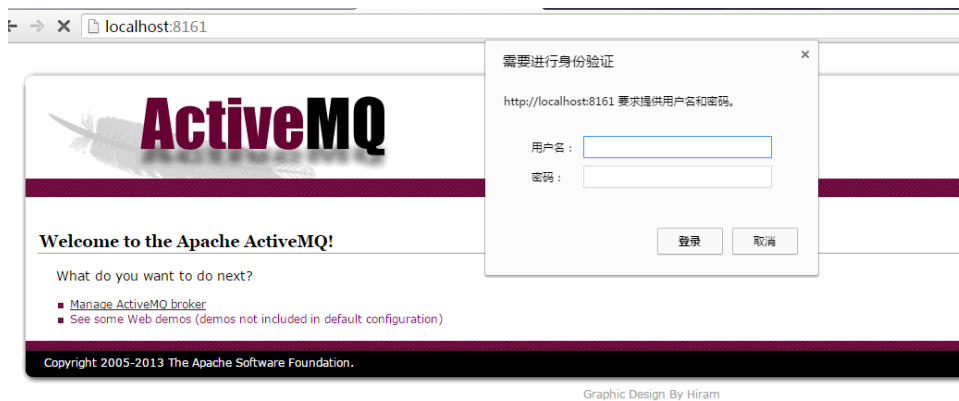 localhost:8161
需要进行身份验证
http://localhost:8161 要求提供用户名和密码。
用户名：
密码：
登录 取消
ActiveMQ
Welcome to the Apache ActiveMQ!
What do you want to do next?
Manage ActiveMQ broker
See some Web demos (demos not included in default configuration)
Copyright 2005-2013 The Apache Software Foundation.
Graphic Design By Hiram